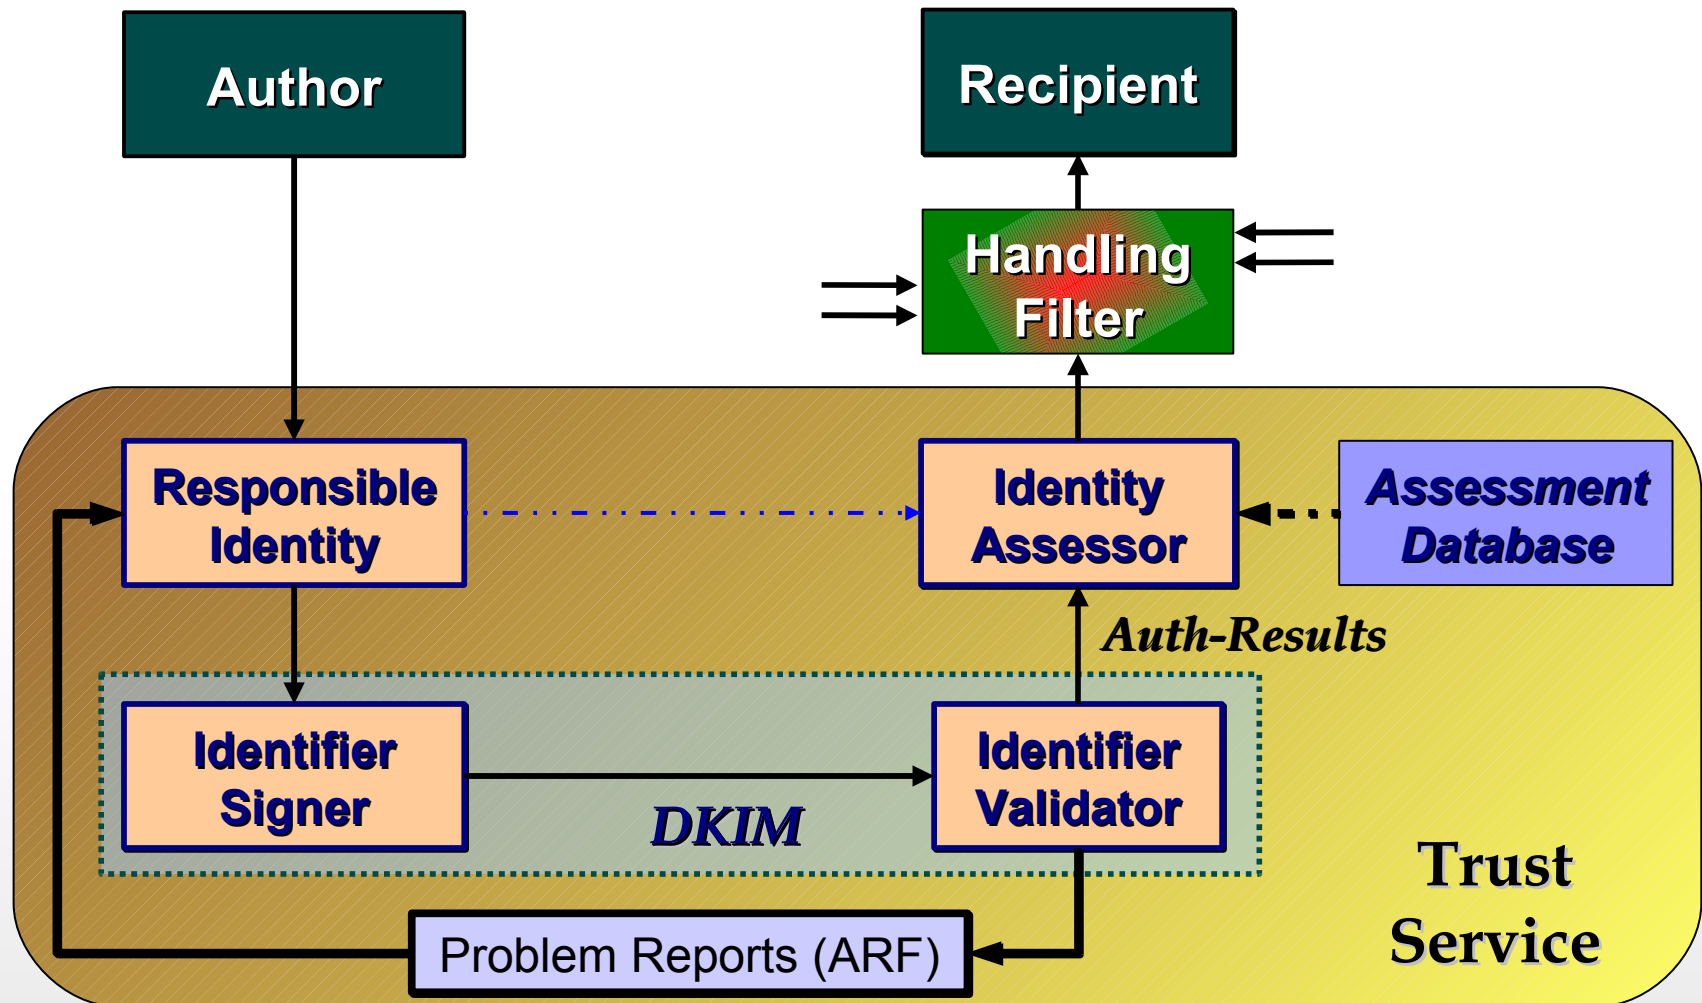 Author
Recipient
Handling
Filter
Responsible
Identity
Identity
Assessor
Assessment
Database
Auth-Results
Identifier
Signer
DKIM
Identifier
Validator
Problem Reports (ARF)
Trust
Service